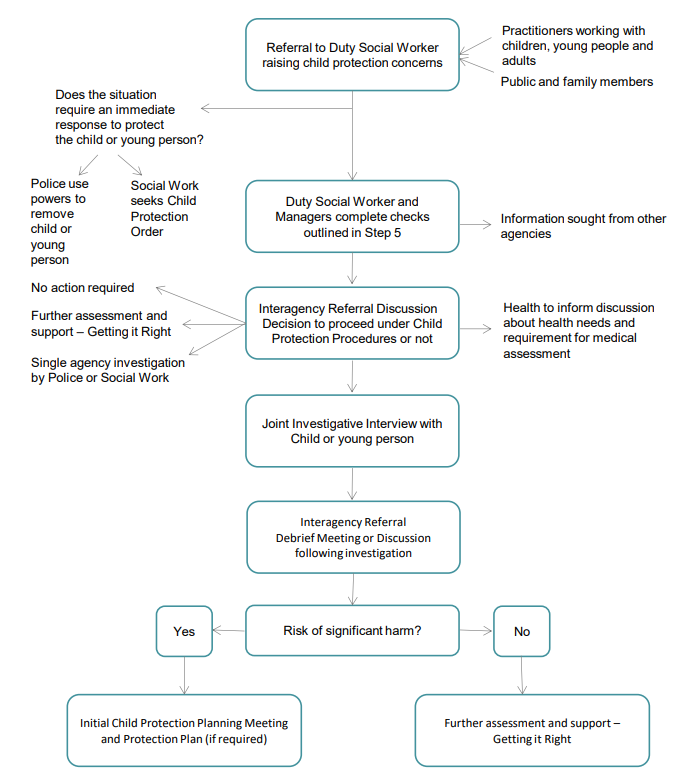 Referral to Duty Social Worker
raising child protection concerns
Practitioners working with
children, young people and
adults
Public and family members
Does the situation
require an immediate
response to protect
the child or young person?
Police use
powers to
remove
child or
young
person
Social Work
seeks Child
Protection
Order
Duty Social Worker and
Managers complete checks
outlined in Step 5
Information sought from other
agencies
No action required
Further assessment and
support – Getting it Right
Single agency investigation
by Police or Social Work
Interagency Referral Discussion
Decision to proceed under Child
Protection Procedures or not
Health to inform discussion
about health needs and
requirement for medical
assessment
Joint Investigative Interview with
Child or young person
Interagency Referral
Debrief Meeting or Discussion
following investigation
Yes
Risk of significant harm?
No
Initial Child Protection Planning Meeting
and Protection Plan (if required)
Further assessment and support –
Getting it Right